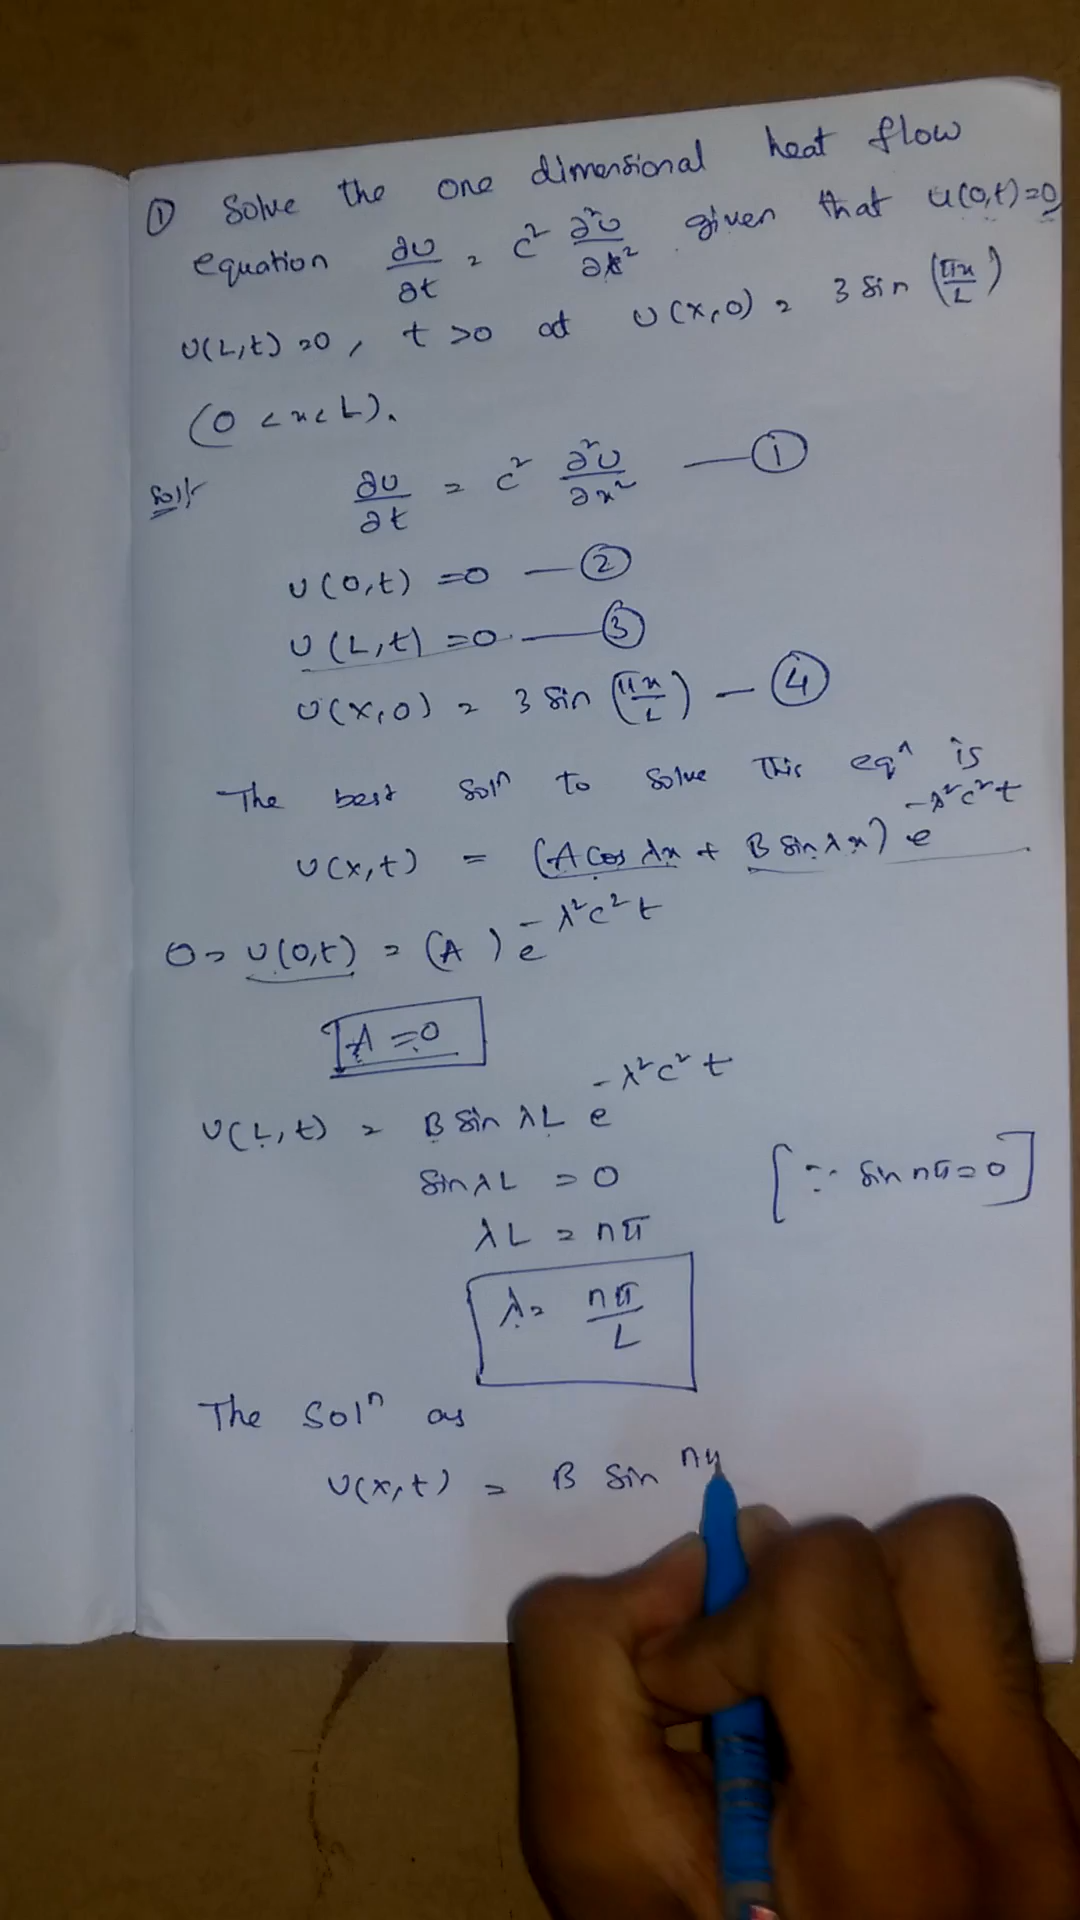 ① Solve the one dimensional heat flow
equation ∂u/∂t = c² ∂²u/∂x² given that u(0,t)=0
u(L,t)=0, t>0 at u(x,0) = 3 sin (πx/L)
(0 < x < L).
Sol:- ∂u/∂t = c² ∂²u/∂x² — ①
u(0,t) =0 — ②
u(L,t) =0 — ③
u(x,0) = 3 sin (πx/L) — ④
The best solⁿ to solve this eqⁿ is
u(x,t) = (A cos λx + B sin λx) e^(-λ²c²t)
0 = u(0,t) = (A) e^(-λ²c²t)
A = 0
u(L,t) = B sin λL e^(-λ²c²t)
sin λL = 0 [∵ sin nπ = 0]
λL = nπ
λ = nπ/L
The solⁿ as
u(x,t) = B sin nπ